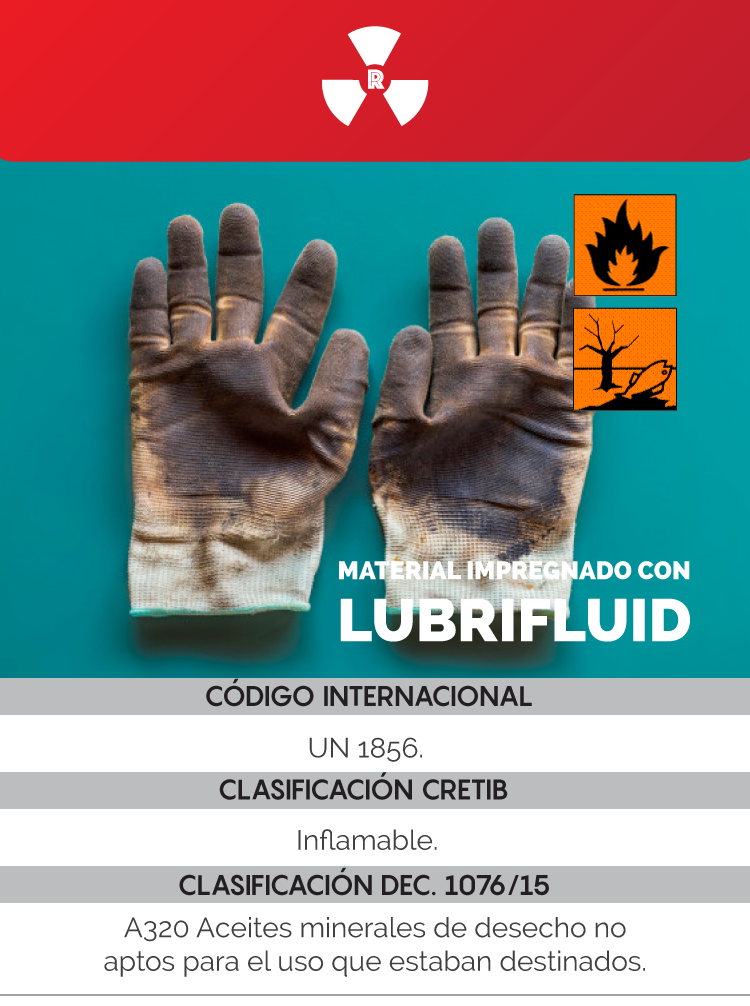 R
MATERIAL IMPREGNADO CON
LUBRIFLUID
CÓDIGO INTERNACIONAL
UN 1856.
CLASIFICACIÓN CRETIB
Inflamable.
CLASIFICACIÓN DEC. 1076/15
A320 Aceites minerales de desecho no
aptos para el uso que estaban destinados.